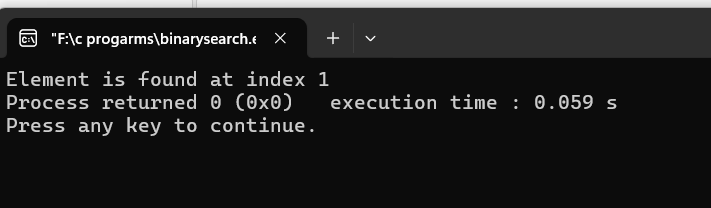 "F:\c progarms\binarysearch.e
Element is found at index 1
Process returned 0 (0x0)   execution time : 0.059 s
Press any key to continue.